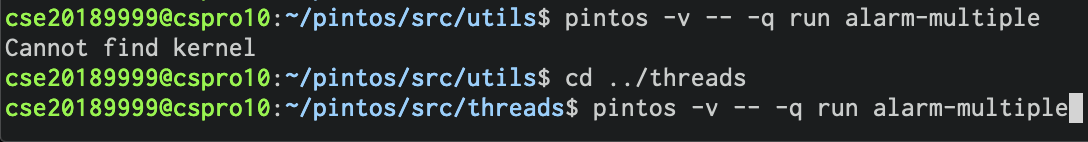 cse20189999@cspro10:~/pintos/src/utils$ pintos -v -- -q run alarm-multiple
Cannot find kernel
cse20189999@cspro10:~/pintos/src/utils$ cd ../threads
cse20189999@cspro10:~/pintos/src/threads$ pintos -v -- -q run alarm-multiple